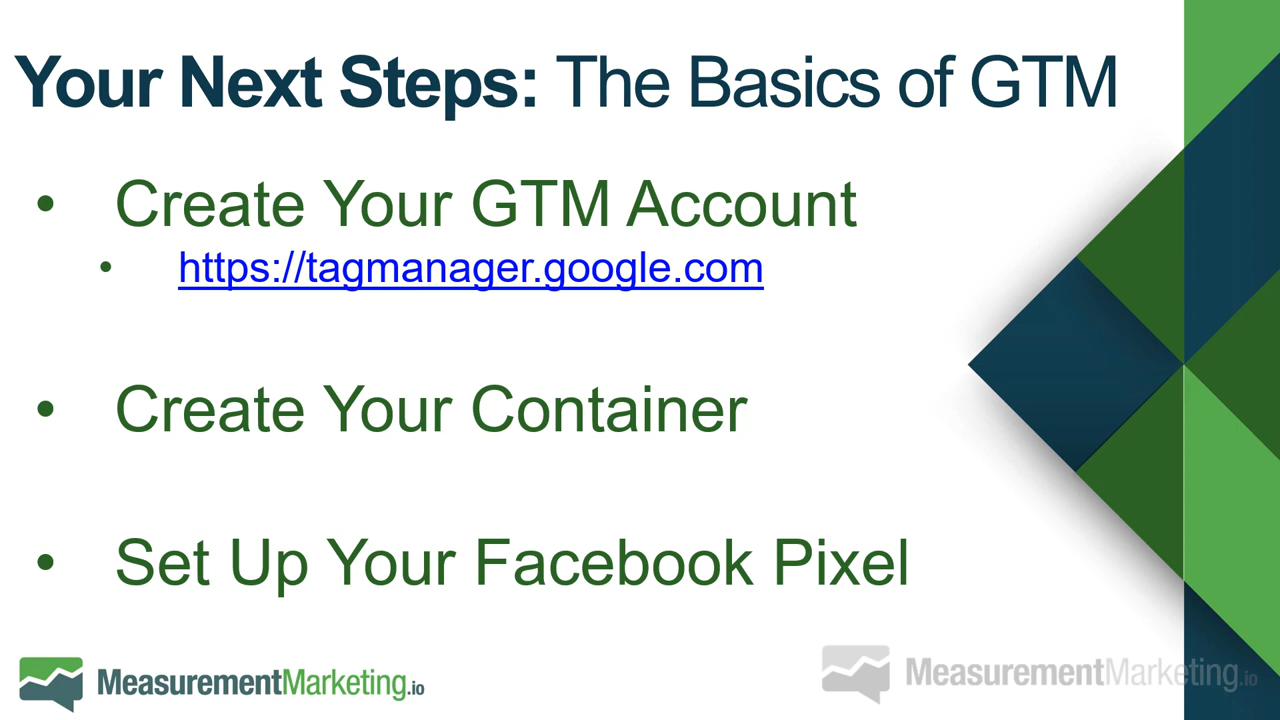 Your Next Steps: The Basics of GTM
• Create Your GTM Account
• https://tagmanager.google.com
• Create Your Container
• Set Up Your Facebook Pixel
MeasurementMarketing.io
MeasurementMarketing.io